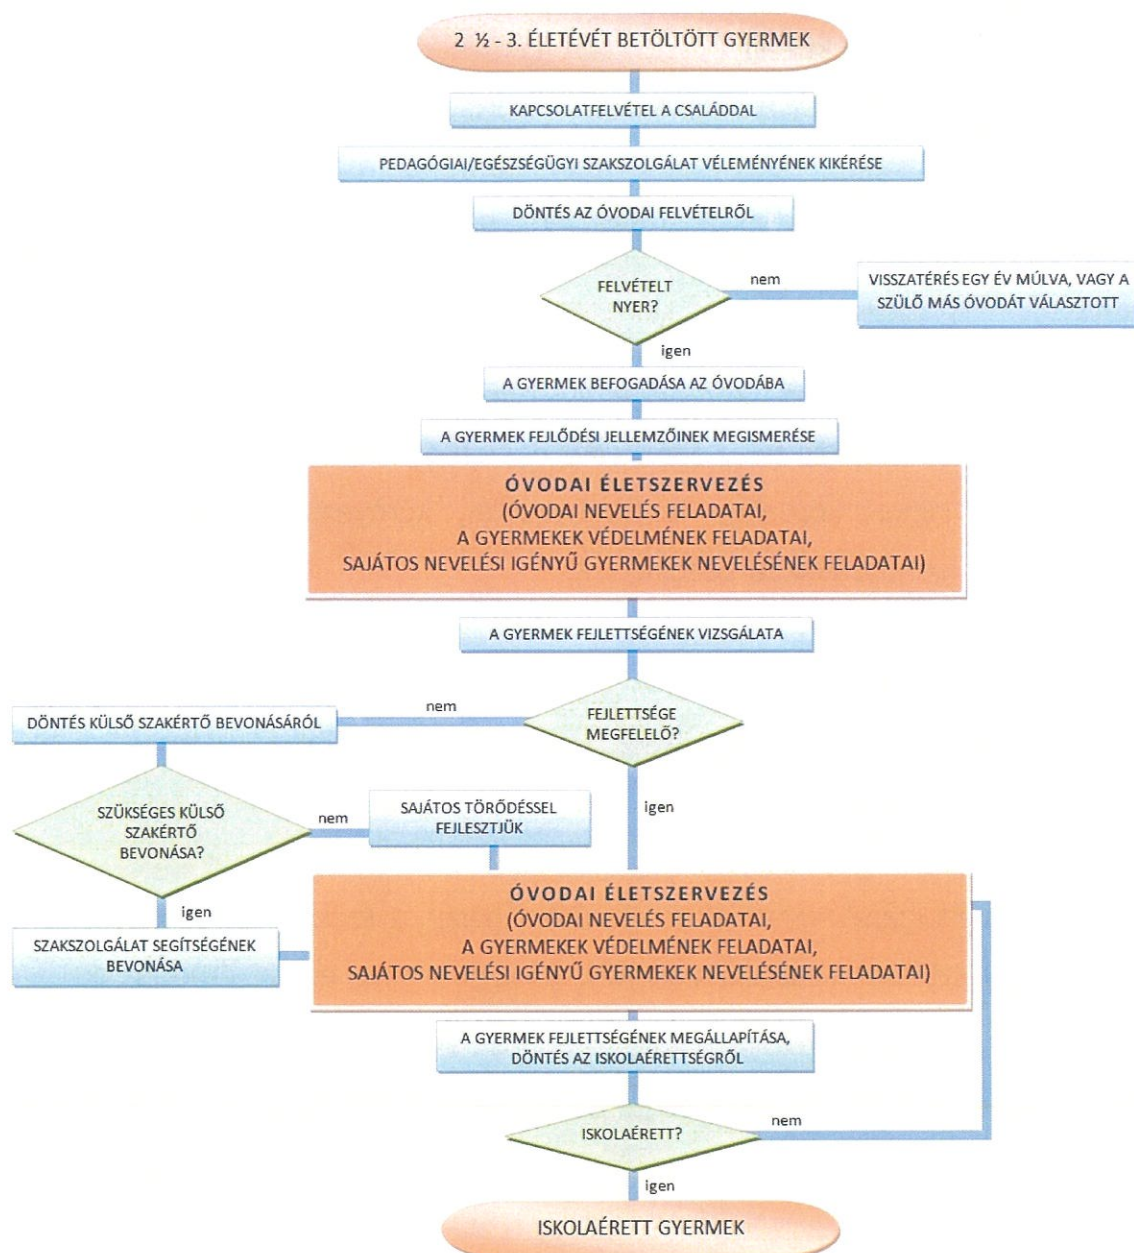 2 ½ - 3. ÉLETÉVÉT BETÖLTÖTT GYERMEK
KAPCSOLATFELVÉTEL A CSALÁDDAL
PEDAGÓGIAI/EGÉSZSÉGÜGYI SZAKSZOLGÁLAT VÉLEMÉNYÉNEK KIKÉRÉSE
DÖNTÉS AZ ÓVODAI FELVÉTELRŐL
FELVÉTELT
NYER?
nem
VISSZATÉRÉS EGY ÉV MÚLVA, VAGY A
SZÜLŐ MÁS ÓVODÁT VÁLASZTOTT
igen
A GYERMEK BEFOGADÁSA AZ ÓVODÁBA
A GYERMEK FEJLŐDÉSI JELLEMZŐINEK MEGISMERÉSE
ÓVODAI ÉLETSZERVEZÉS
(ÓVODAI NEVELÉS FELADATAI,
A GYERMEKEK VÉDELMÉNEK FELADATAI,
SAJÁTOS NEVELÉSI IGÉNYŰ GYERMEKEK NEVELÉSÉNEK FELADATAI)
A GYERMEK FEJLETTSÉGÉNEK VIZSGÁLATA
FEJLETTSÉGE
MEGFELELŐ?
nem
DÖNTÉS KÜLSŐ SZAKÉRTŐ BEVONÁSÁRÓL
SZÜKSÉGES KÜLSŐ
SZAKÉRTŐ
BEVONÁSA?
nem
SAJÁTOS TÖRŐDÉSSEL
FEJLESZTJÜK
igen
igen
SZAKSZOLGÁLAT SEGÍTSÉGÉNEK
BEVONÁSA
ÓVODAI ÉLETSZERVEZÉS
(ÓVODAI NEVELÉS FELADATAI,
A GYERMEKEK VÉDELMÉNEK FELADATAI,
SAJÁTOS NEVELÉSI IGÉNYŰ GYERMEKEK NEVELÉSÉNEK FELADATAI)
A GYERMEK FEJLETTSÉGÉNEK MEGÁLLAPÍTÁSA,
DÖNTÉS AZ ISKOLAÉRETTSÉGRŐL
ISKOLAÉRETT?
nem
igen
ISKOLAÉRETT GYERMEK